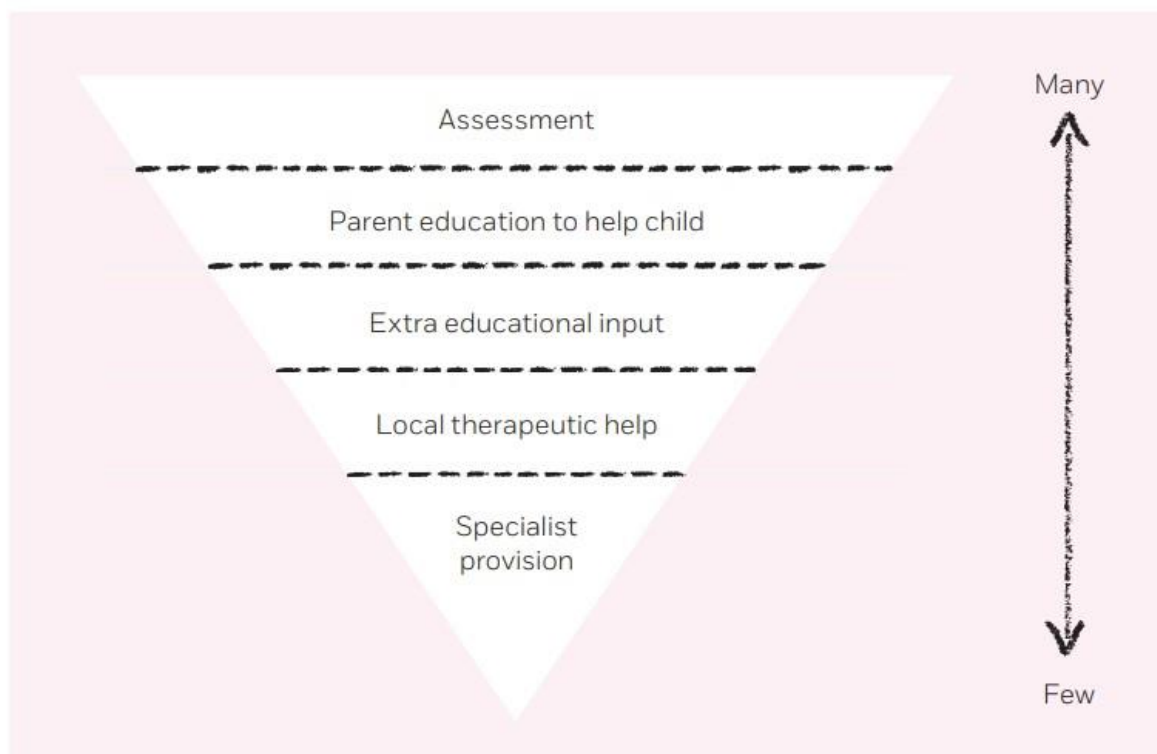 Many
Assessment
Parent education to help child
Extra educational input
Local therapeutic help
Specialist
provision
Few